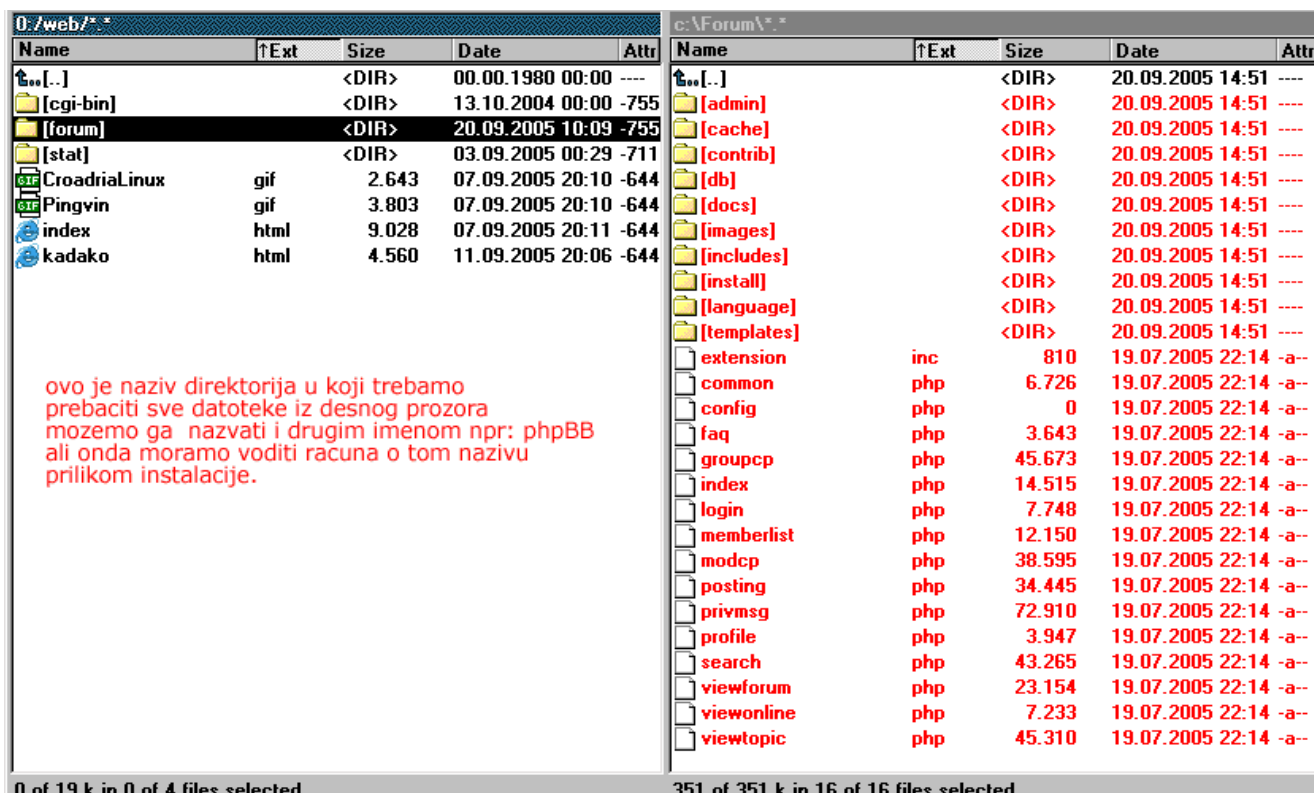 0:/web/*.*
Name ↑Ext Size Date Attr
[..] <DIR> 00.00.1980 00:00 ----
[cgi-bin] <DIR> 13.10.2004 00:00 -755
[forum] <DIR> 20.09.2005 10:09 -755
[stat] <DIR> 03.09.2005 00:29 -711
GIF CroadriaLinux gif 2.643 07.09.2005 20:10 -644
GIF Pingvin gif 3.803 07.09.2005 20:10 -644
index html 9.028 07.09.2005 20:11 -644
kadako html 4.560 11.09.2005 20:06 -644
ovo je naziv direktorija u koji trebamo
prebaciti sve datoteke iz desnog prozora
mozemo ga nazvati i drugim imenom npr: phpBB
ali onda moramo voditi racuna o tom nazivu
prilikom instalacije.
0 of 19 k in 0 of 4 files selected
c:\Forum\*.*
Name ↑Ext Size Date Attr
[..] <DIR> 20.09.2005 14:51 ----
[admin] <DIR> 20.09.2005 14:51 ----
[cache] <DIR> 20.09.2005 14:51 ----
[contrib] <DIR> 20.09.2005 14:51 ----
[db] <DIR> 20.09.2005 14:51 ----
[docs] <DIR> 20.09.2005 14:51 ----
[images] <DIR> 20.09.2005 14:51 ----
[includes] <DIR> 20.09.2005 14:51 ----
[install] <DIR> 20.09.2005 14:51 ----
[language] <DIR> 20.09.2005 14:51 ----
[templates] <DIR> 20.09.2005 14:51 ----
extension inc 810 19.07.2005 22:14 -a--
common php 6.726 19.07.2005 22:14 -a--
config php 0 19.07.2005 22:14 -a--
faq php 3.643 19.07.2005 22:14 -a--
groupcp php 45.673 19.07.2005 22:14 -a--
index php 14.515 19.07.2005 22:14 -a--
login php 7.748 19.07.2005 22:14 -a--
memberlist php 12.150 19.07.2005 22:14 -a--
modcp php 38.595 19.07.2005 22:14 -a--
posting php 34.445 19.07.2005 22:14 -a--
privmsg php 72.910 19.07.2005 22:14 -a--
profile php 3.947 19.07.2005 22:14 -a--
search php 43.265 19.07.2005 22:14 -a--
viewforum php 23.154 19.07.2005 22:14 -a--
viewonline php 7.233 19.07.2005 22:14 -a--
viewtopic php 45.310 19.07.2005 22:14 -a--
351 of 351 k in 16 of 16 files selected